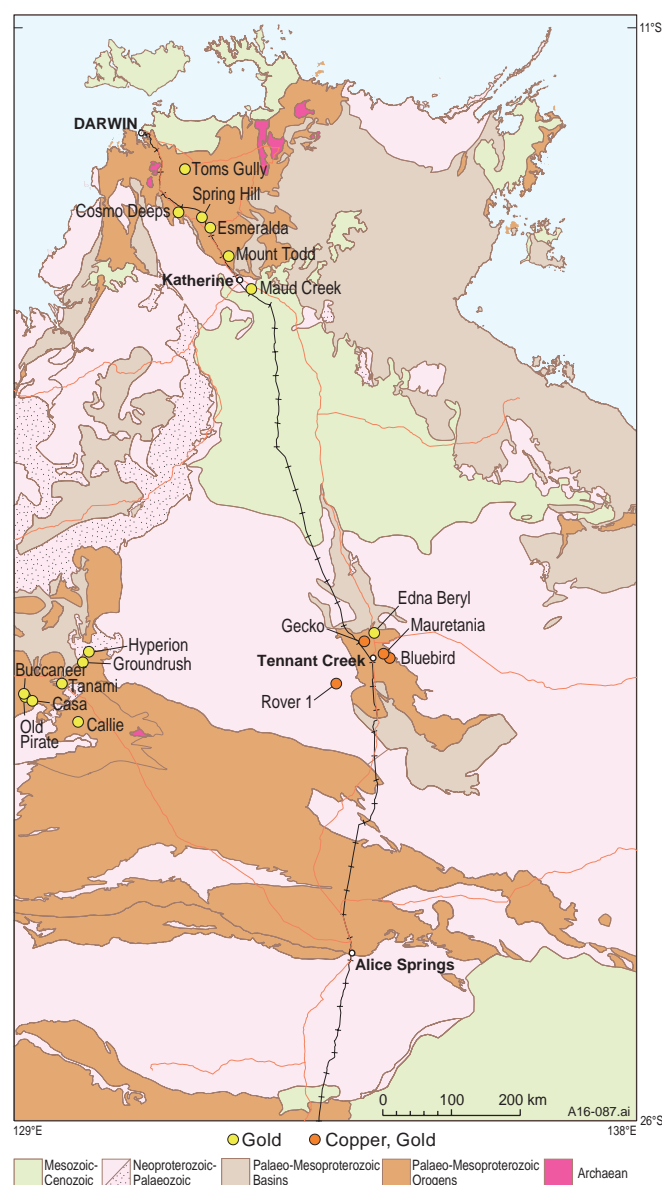 11°S
DARWIN
Toms Gully
Spring Hill
Cosmo Deeps
Esmeralda
Mount Todd
Katherine
Maud Creek
Edna Beryl
Gecko
Mauretania
Hyperion
Groundrush
Tennant Creek
Bluebird
Buccaneer
Tanami
Rover 1
Casa
Old
Pirate
Callie
Alice Springs
0 100 200 km
A16-087.ai
26°S
129°E
138°E
Gold
Copper, Gold
Mesozoic-
Cenozoic
Neoproterozoic-
Palaeozoic
Palaeo-Mesoproterozoic
Basins
Palaeo-Mesoproterozoic
Orogens
Archaean